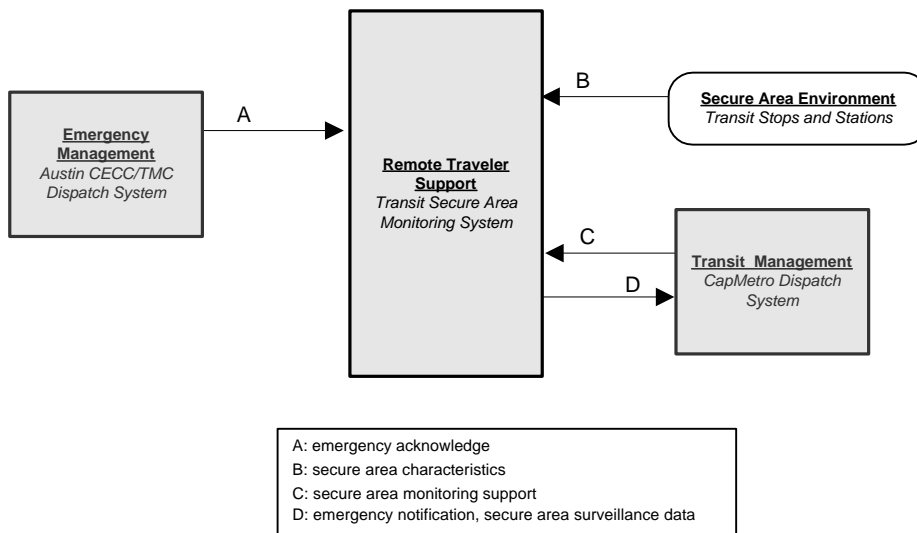 A
Emergency
Management
Austin CECC/TMC
Dispatch System
Remote Traveler
Support
Transit Secure Area
Monitoring System
B
Secure Area Environment
Transit Stops and Stations
C
D
Transit Management
CapMetro Dispatch
System
A: emergency acknowledge
B: secure area characteristics
C: secure area monitoring support
D: emergency notification, secure area surveillance data